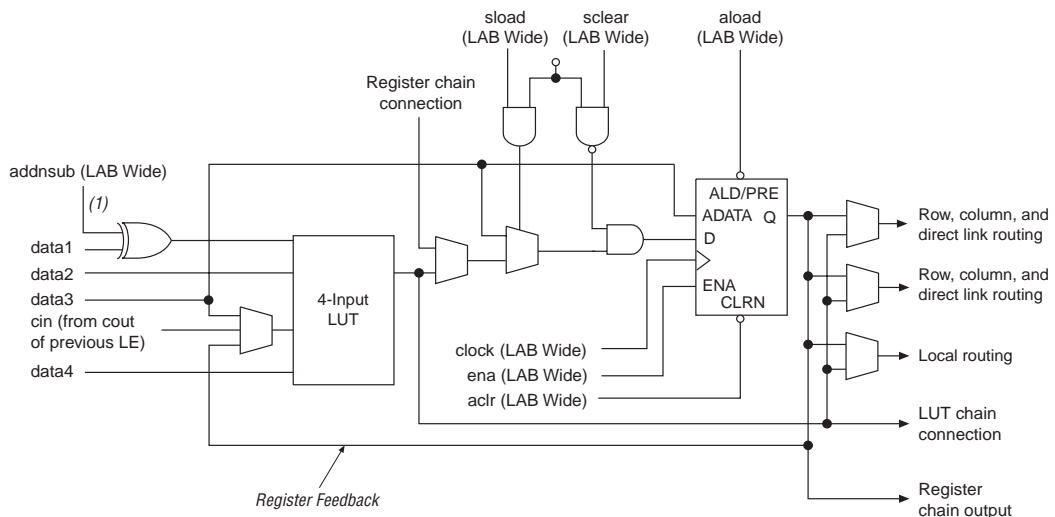 sload
(LAB Wide)
sclear
(LAB Wide)
aload
(LAB Wide)
Register chain
connection
addnsub (LAB Wide)
(1)
data1
data2
data3
cin (from cout
of previous LE)
data4
4-Input
LUT
ALD/PRE
ADATA
Q
D
ENA
CLRN
clock (LAB Wide)
ena (LAB Wide)
aclr (LAB Wide)
Row, column, and
direct link routing
Row, column, and
direct link routing
Local routing
LUT chain
connection
Register
chain output
Register Feedback